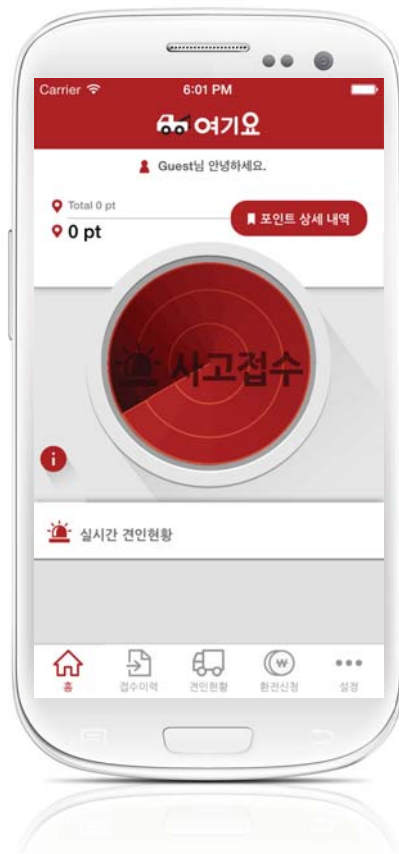 Carrier 6:01 PM
여기요
Guest님 안녕하세요.
Total 0 pt
0 pt
포인트 상세 내역
사고접수
i
실시간 견인현황
홈
접수이력
견인현황
환전신청
설정